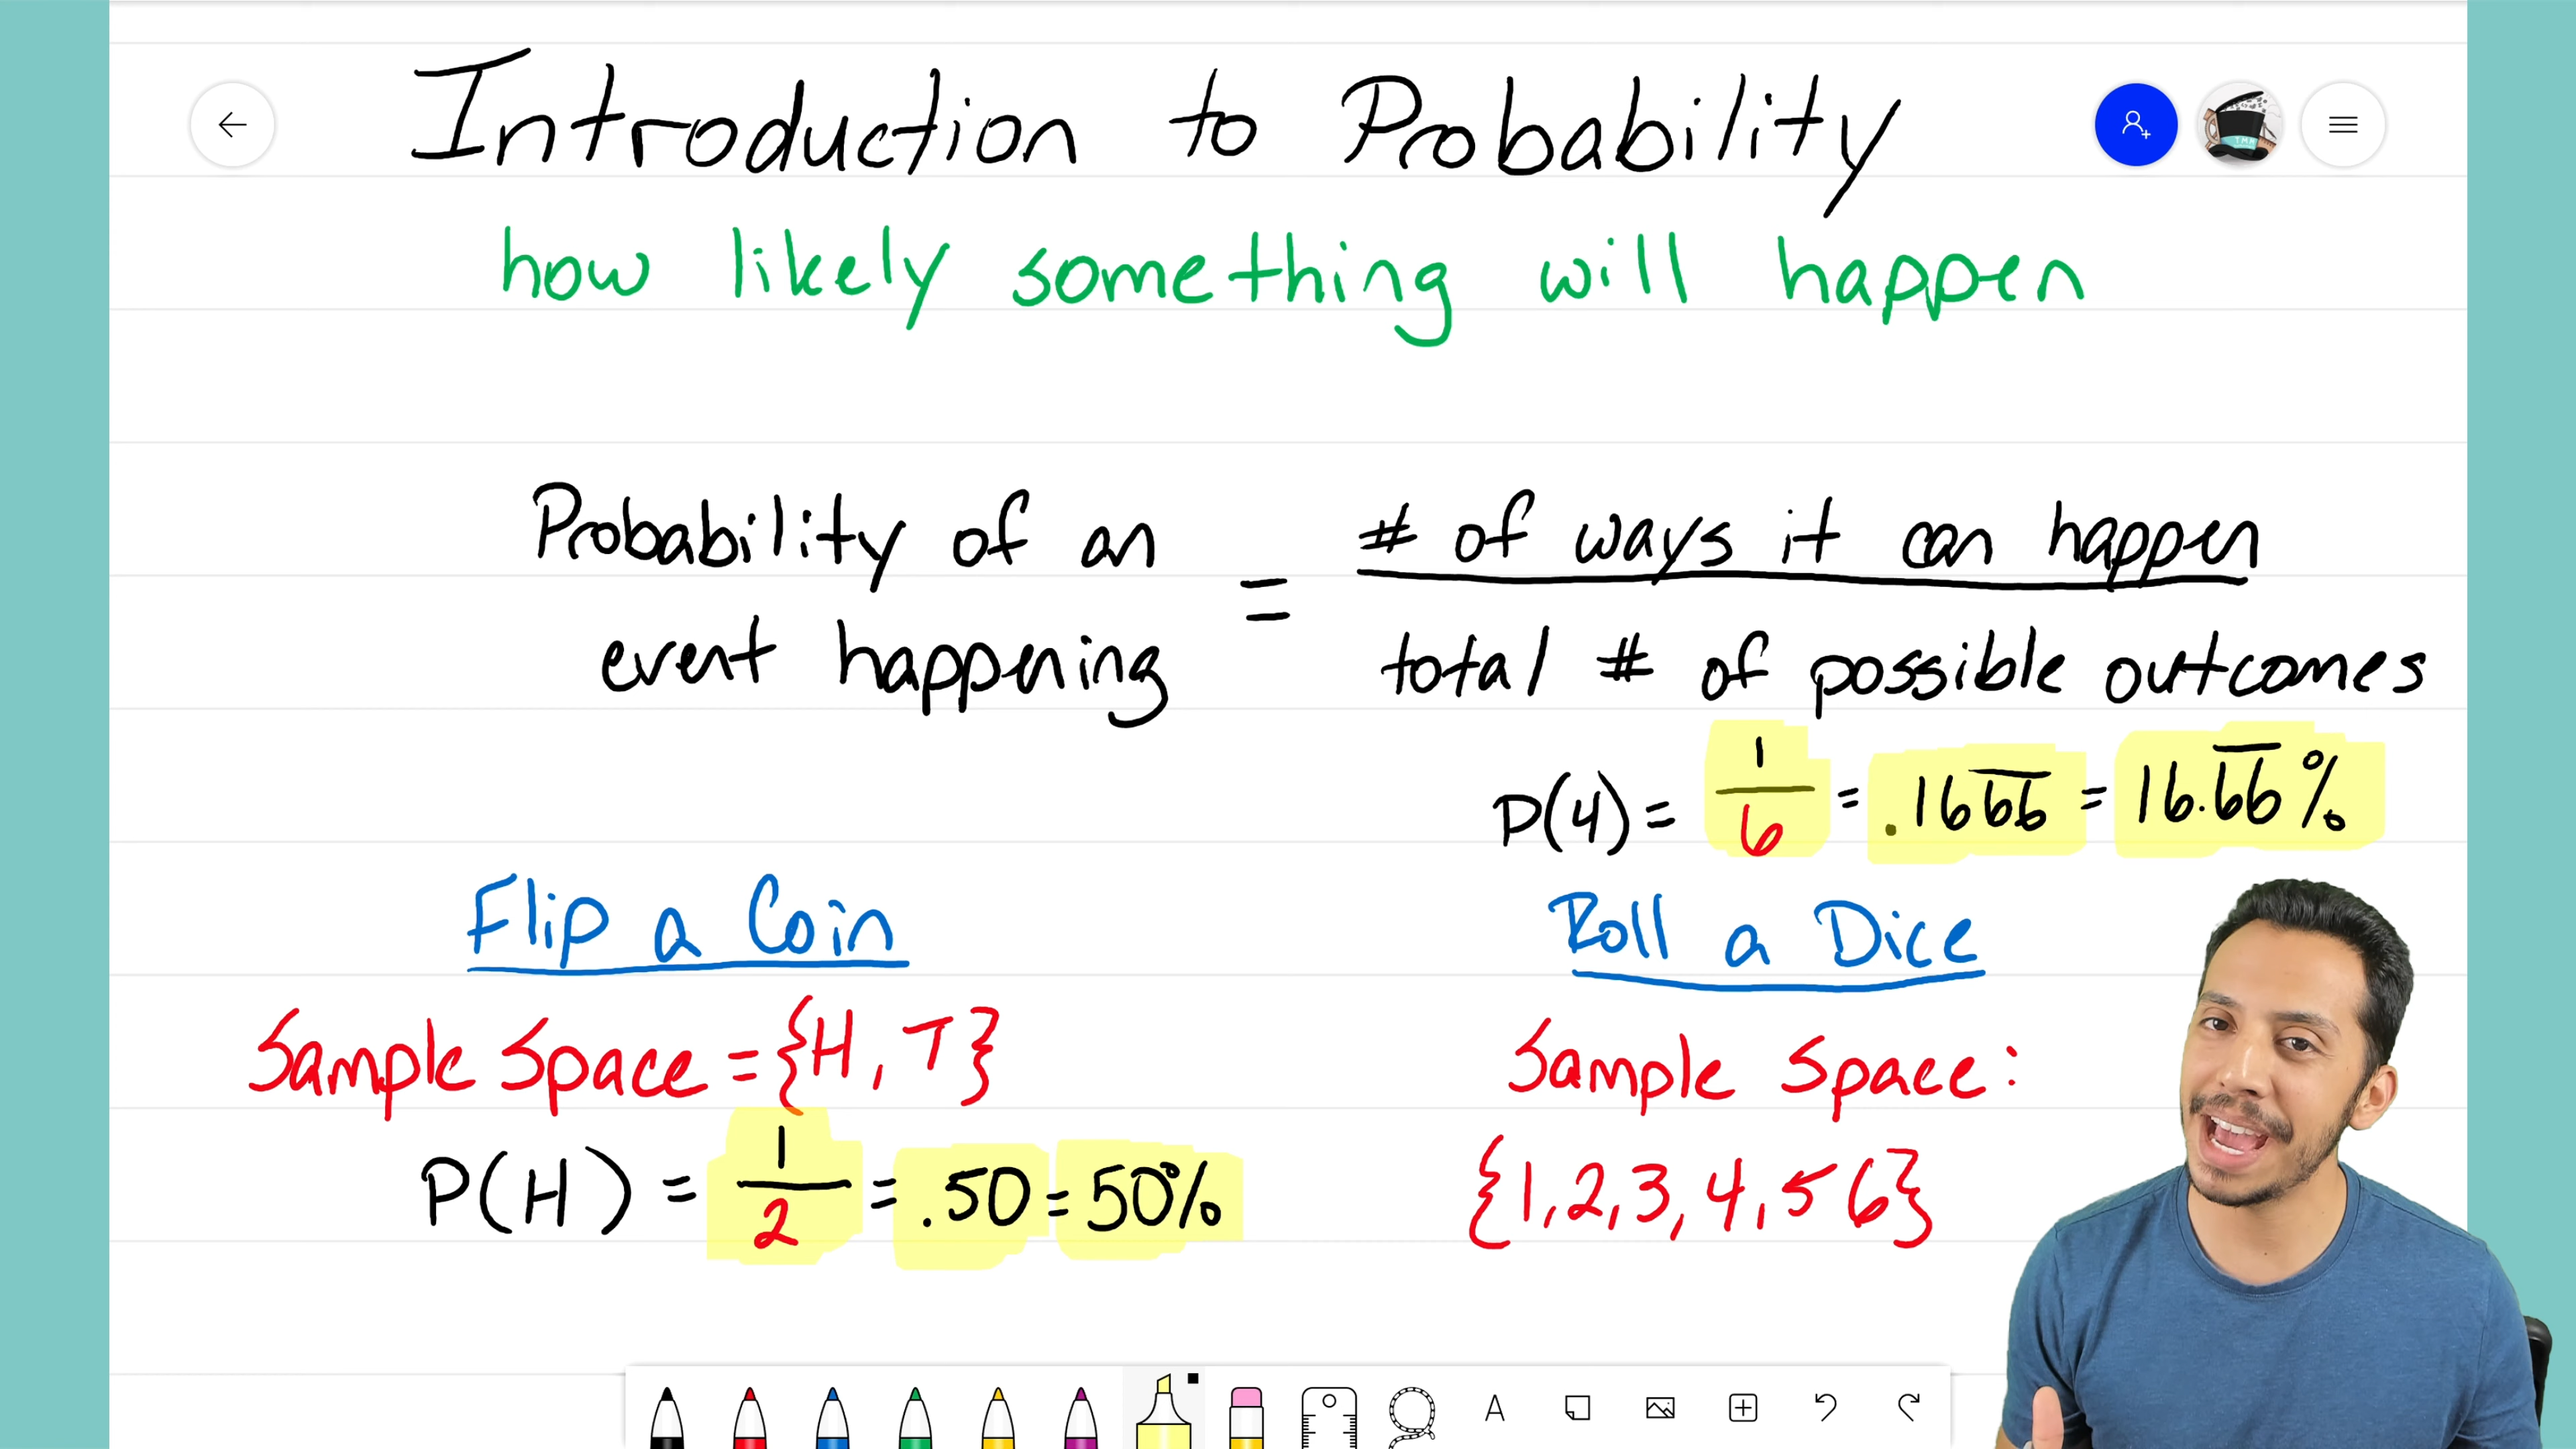 Introduction to Probability
how likely something will happen
Probability of an
event happening
=
# of ways it can happen
total # of possible outcomes
P(4) = 1/6 = .1666 = 16.66%
Flip a Coin
Sample Space = {H, T}
P(H) = 1/2 = .50 = 50%
Roll a Dice
Sample Space:
{1, 2, 3, 4, 5 6}
A